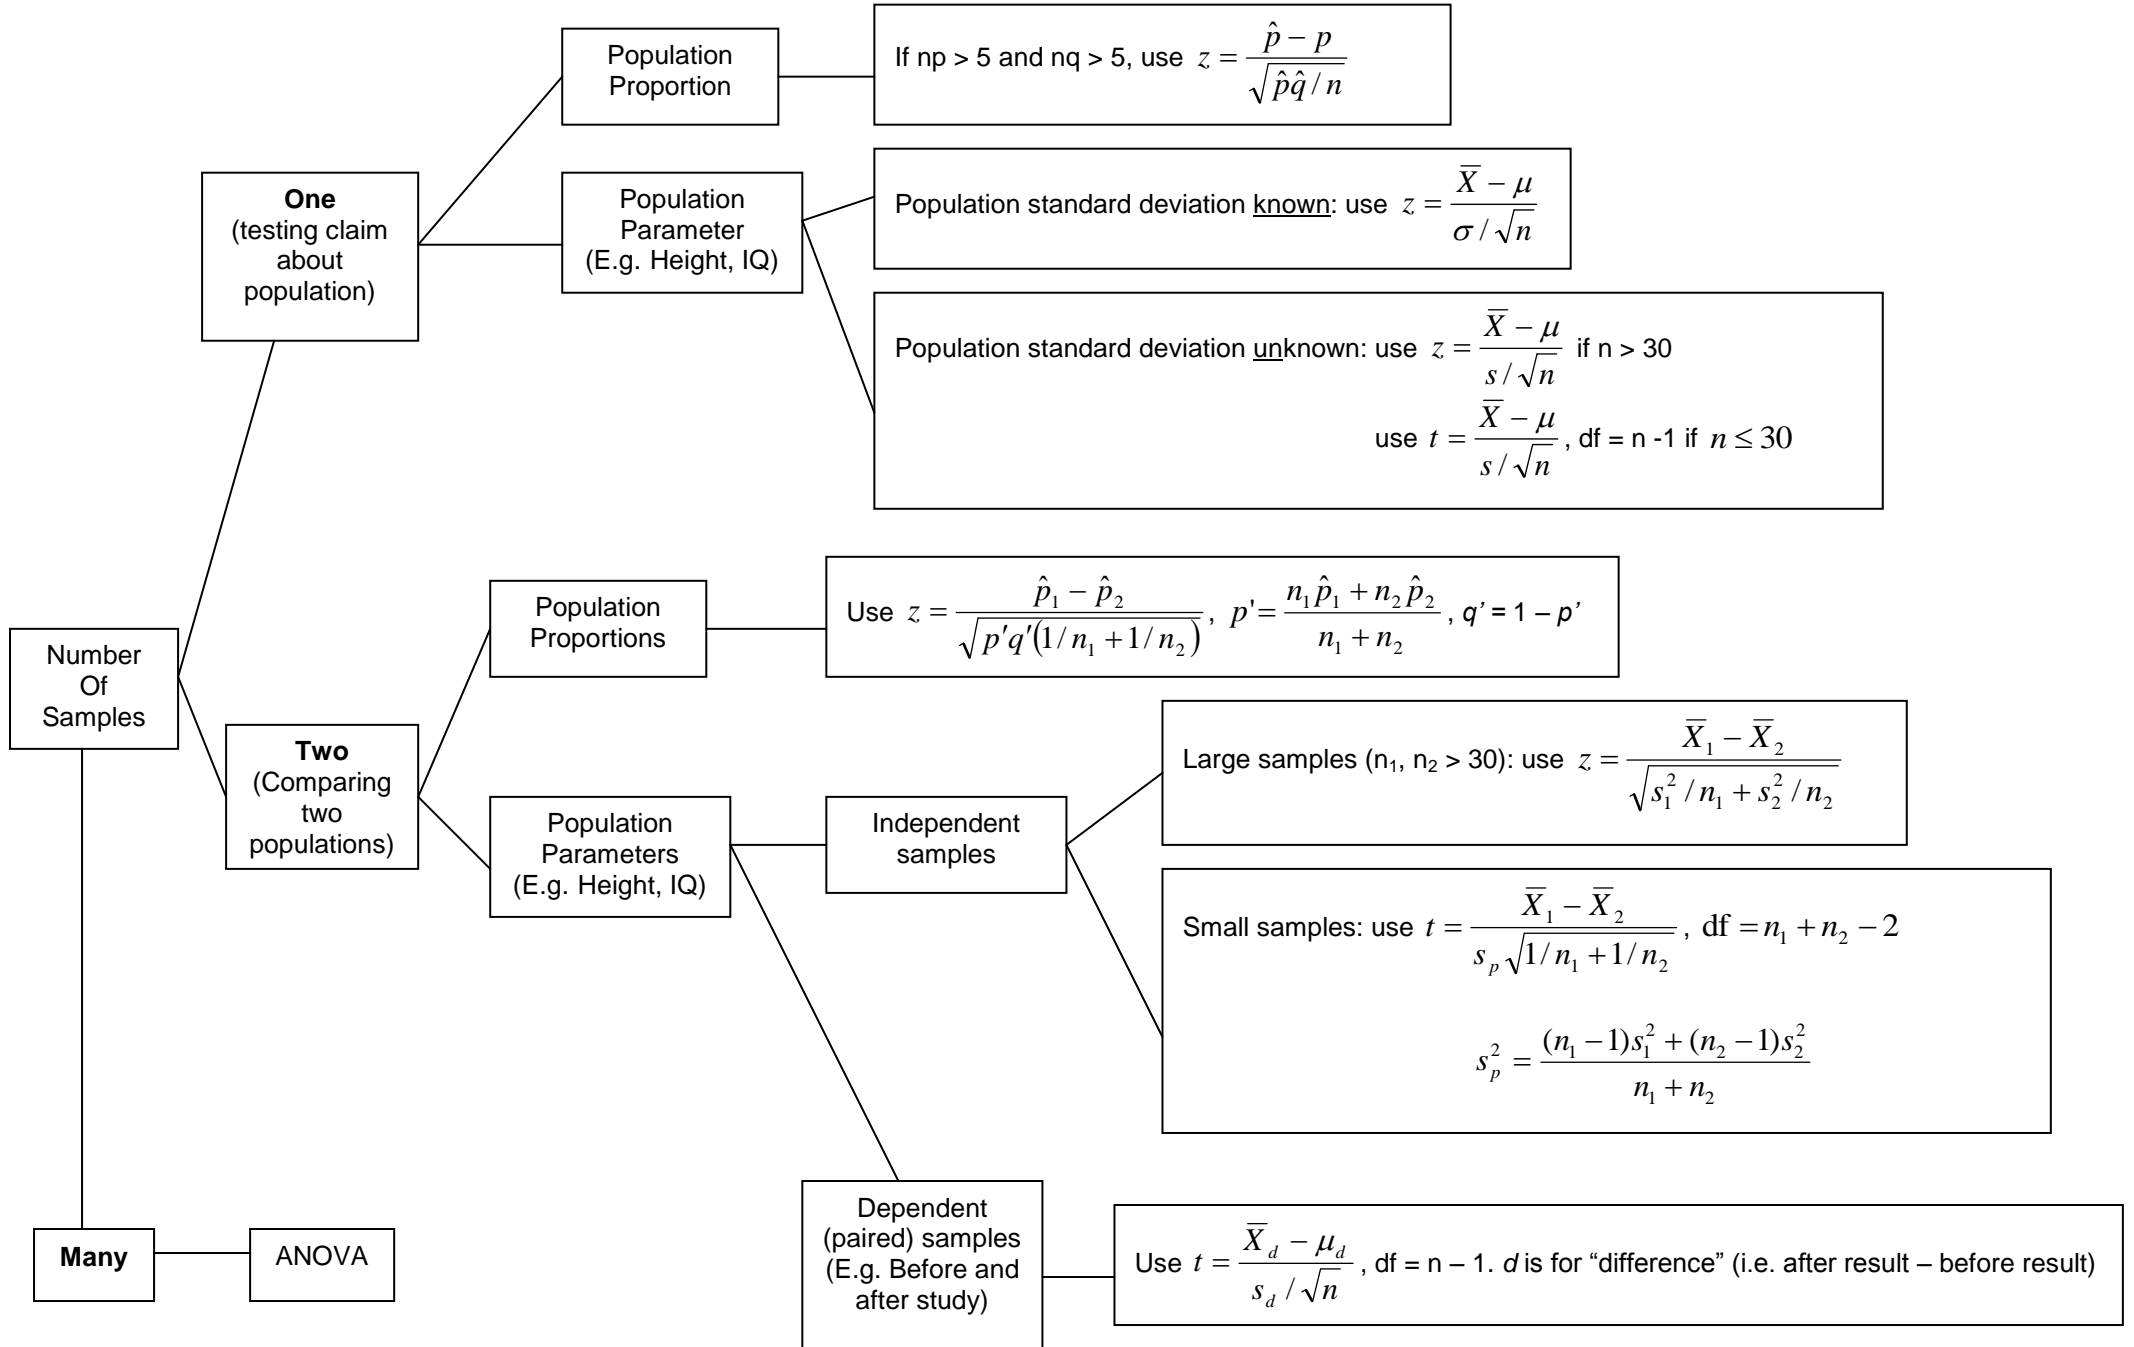 Population
Proportion
If np > 5 and nq > 5, use z = (p̂ − p) / √(p̂q̂ / n)
One
(testing claim
about
population)
Population
Parameter
(E.g. Height, IQ)
Population standard deviation known: use z = (X̄ − μ) / (σ / √n)
Population standard deviation unknown: use z = (X̄ − μ) / (s / √n) if n > 30
use t = (X̄ − μ) / (s / √n) , df = n -1 if n ≤ 30
Number
Of
Samples
Population
Proportions
Use z = (p̂₁ − p̂₂) / √(p′q′(1/n₁ + 1/n₂)) , p' = (n₁p̂₁ + n₂p̂₂) / (n₁ + n₂) , q’ = 1 – p’
Two
(Comparing
two
populations)
Population
Parameters
(E.g. Height, IQ)
Independent
samples
Large samples (n₁, n₂ > 30): use z = (X̄₁ − X̄₂) / √(s₁² / n₁ + s₂² / n₂)
Small samples: use t = (X̄₁ − X̄₂) / (sₚ√(1/n₁ + 1/n₂)) , df = n₁ + n₂ − 2
sₚ² = ((n₁ − 1)s₁² + (n₂ − 1)s₂²) / (n₁ + n₂)
Dependent
(paired) samples
(E.g. Before and
after study)
Use t = (X̄_d − μ_d) / (s_d / √n) , df = n – 1. d is for “difference” (i.e. after result – before result)
Many
ANOVA